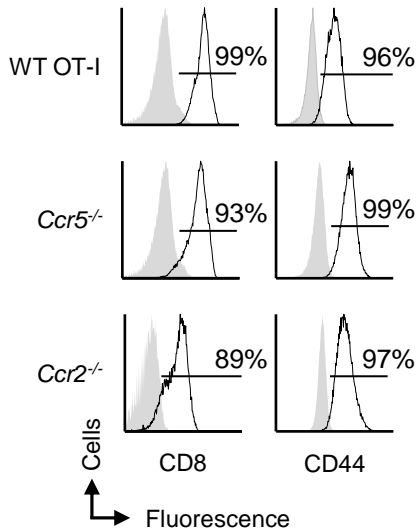 WT OT-I 99% 96%
Ccr5-/- 93% 99%
Ccr2-/- 89% 97%
Cells
CD8 CD44
Fluorescence